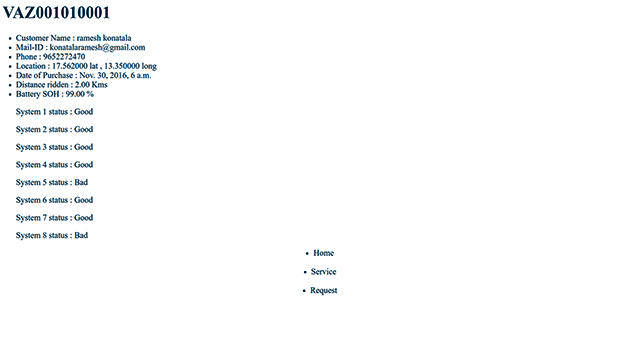 VAZ001010001
Customer Name : ramesh konatala
Mail-ID : konatalaramesh@gmail.com
Phone : 9652272470
Location : 17.562000 lat , 13.350000 long
Date of Purchase : Nov. 30, 2016, 6 a.m.
Distance ridden : 2.00 Kms
Battery SOH : 99.00 %
System 1 status : Good
System 2 status : Good
System 3 status : Good
System 4 status : Good
System 5 status : Bad
System 6 status : Good
System 7 status : Good
System 8 status : Bad
Home
Service
Request